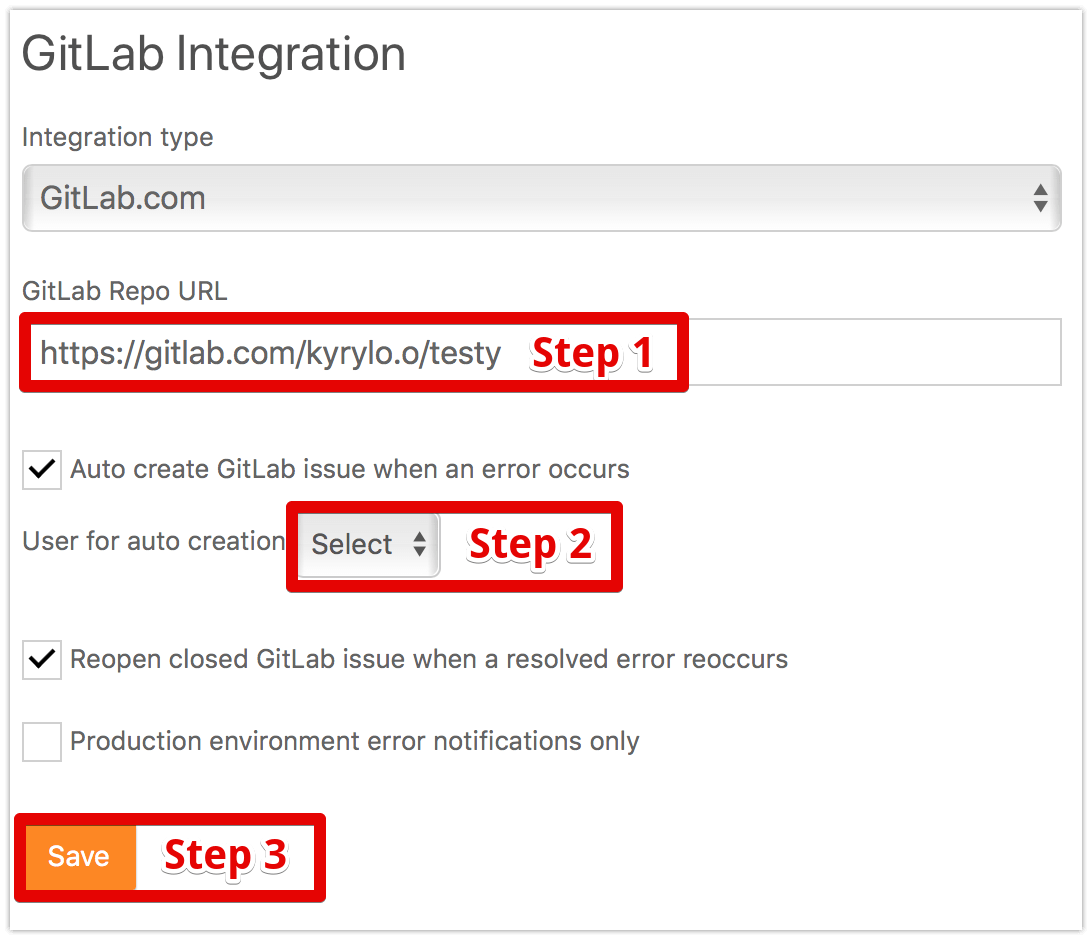 GitLab Integration
Integration type
GitLab.com
GitLab Repo URL
https://gitlab.com/kyrylo.o/testy Step 1
Auto create GitLab issue when an error occurs
User for auto creation Select Step 2
Reopen closed GitLab issue when a resolved error reoccurs
Production environment error notifications only
Save Step 3